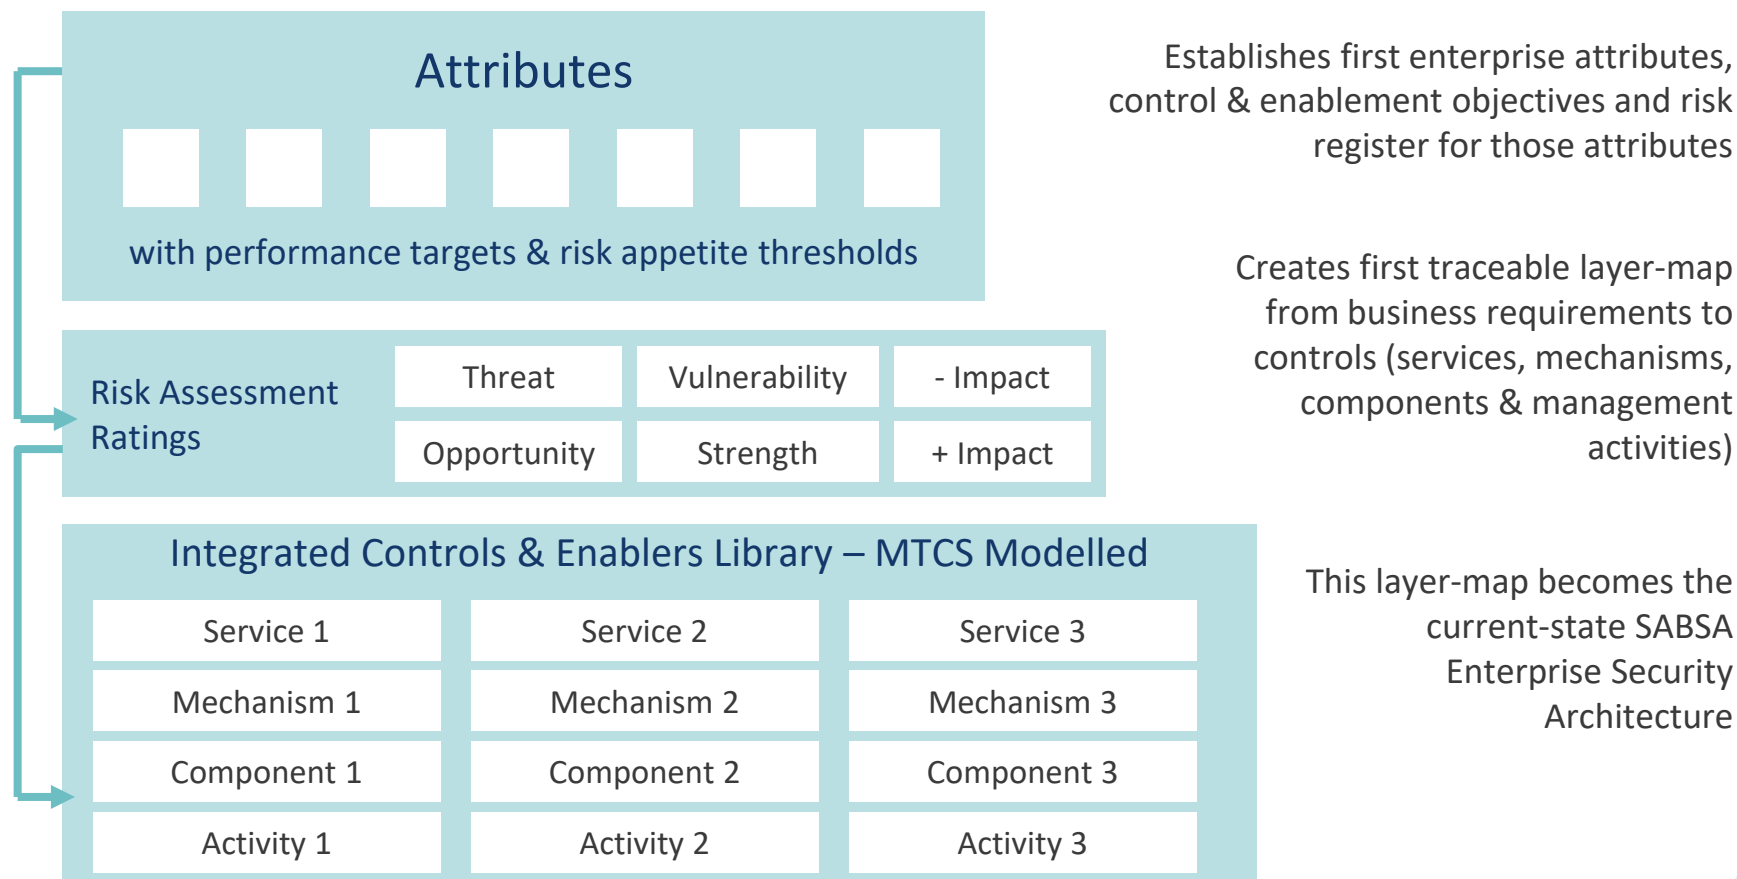 Attributes
with performance targets & risk appetite thresholds
Establishes first enterprise attributes,
control & enablement objectives and risk
register for those attributes
Risk Assessment
Ratings
Threat
Vulnerability
- Impact
Opportunity
Strength
+ Impact
Creates first traceable layer-map
from business requirements to
controls (services, mechanisms,
components & management
activities)
Integrated Controls & Enablers Library – MTCS Modelled
Service 1
Service 2
Service 3
Mechanism 1
Mechanism 2
Mechanism 3
Component 1
Component 2
Component 3
Activity 1
Activity 2
Activity 3
This layer-map becomes the
current-state SABSA
Enterprise Security
Architecture